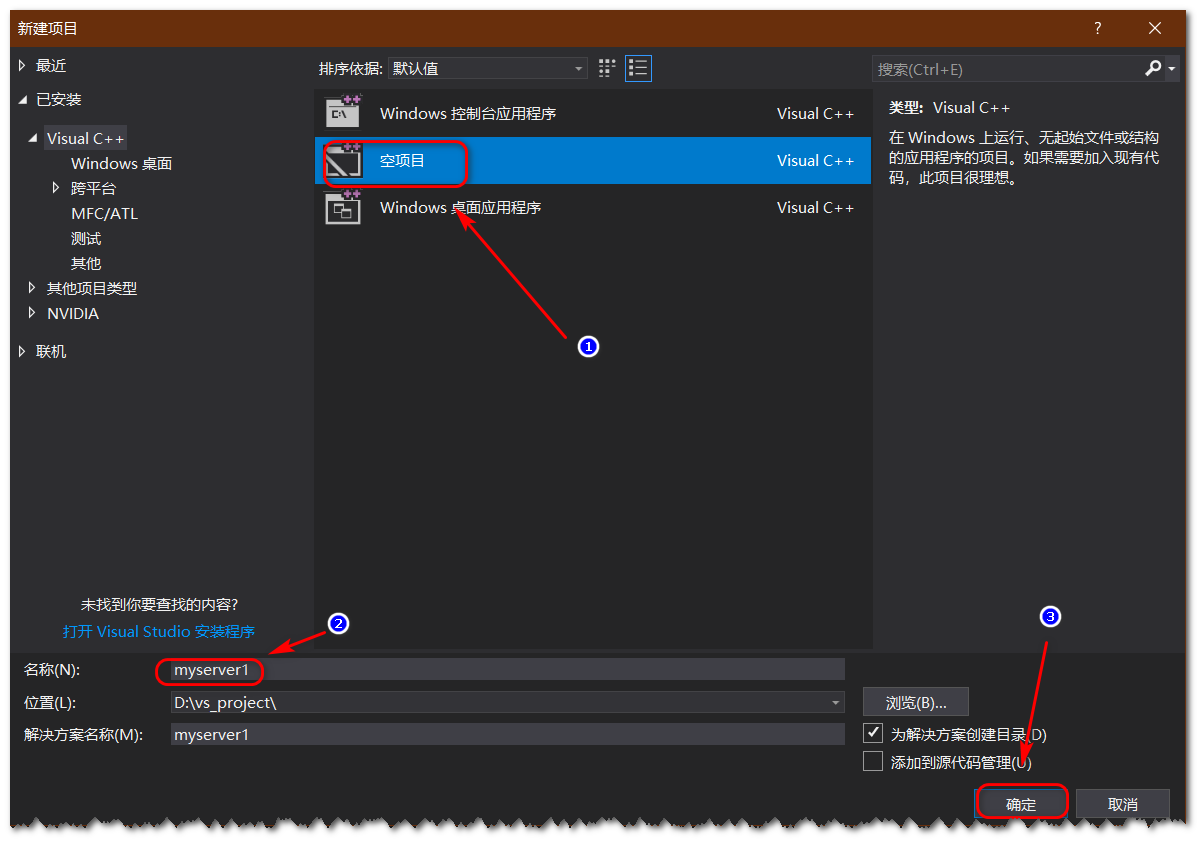 新建项目
?
最近
已安装
Visual C++
Windows 桌面
跨平台
MFC/ATL
测试
其他
其他项目类型
NVIDIA
联机
未找到你要查找的内容?
打开 Visual Studio 安装程序
排序依据: 默认值
Windows 控制台应用程序 Visual C++
空项目 Visual C++
Windows 桌面应用程序 Visual C++
1
搜索(Ctrl+E)
类型: Visual C++
在 Windows 上运行、无起始文件或结构
的应用程序的项目。如果需要加入现有代
码，此项目很理想。
2
3
名称(N): myserver1
位置(L): D:\vs_project\
浏览(B)...
解决方案名称(M): myserver1
为解决方案创建目录(D)
添加到源代码管理(U)
确定
取消